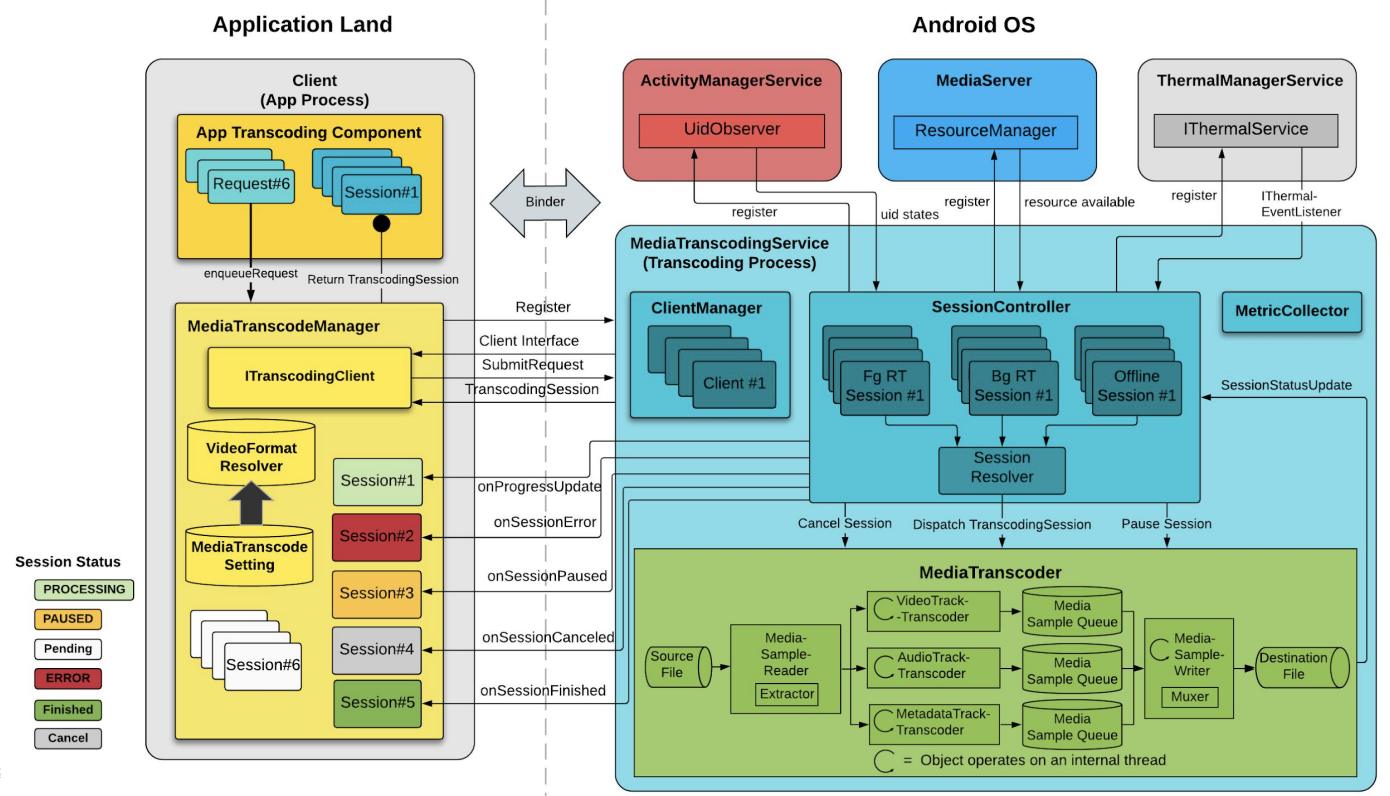 Application Land
Android OS
Client
(App Process)
App Transcoding Component
Request#6
Session#1
enqueueRequest
Return TranscodingSession
MediaTranscodeManager
ITranscodingClient
VideoFormat
Resolver
MediaTranscode
Setting
Session#1
Session#2
Session#3
Session#4
Session#5
Session#6
Session Status
PROCESSING
PAUSED
Pending
ERROR
Finished
Cancel
Binder
Register
Client Interface
SubmitRequest
TranscodingSession
onProgressUpdate
onSessionError
onSessionPaused
onSessionCanceled
onSessionFinished
ActivityManagerService
UidObserver
MediaServer
ResourceManager
ThermalManagerService
IThermalService
register
uid states
register
resource available
register
IThermal-
EventListener
MediaTranscodingService
(Transcoding Process)
ClientManager
Client #1
SessionController
Fg RT
Session #1
Bg RT
Session #1
Offline
Session #1
Session
Resolver
MetricCollector
SessionStatusUpdate
Cancel Session
Dispatch TranscodingSession
Pause Session
MediaTranscoder
Source
File
Media-
Sample-
Reader
Extractor
VideoTrack-
-Transcoder
AudioTrack-
Transcoder
MetadataTrack-
Transcoder
Media
Sample Queue
Media
Sample Queue
Media
Sample Queue
Media-
Sample-
Writer
Muxer
Destination
File
= Object operates on an internal thread